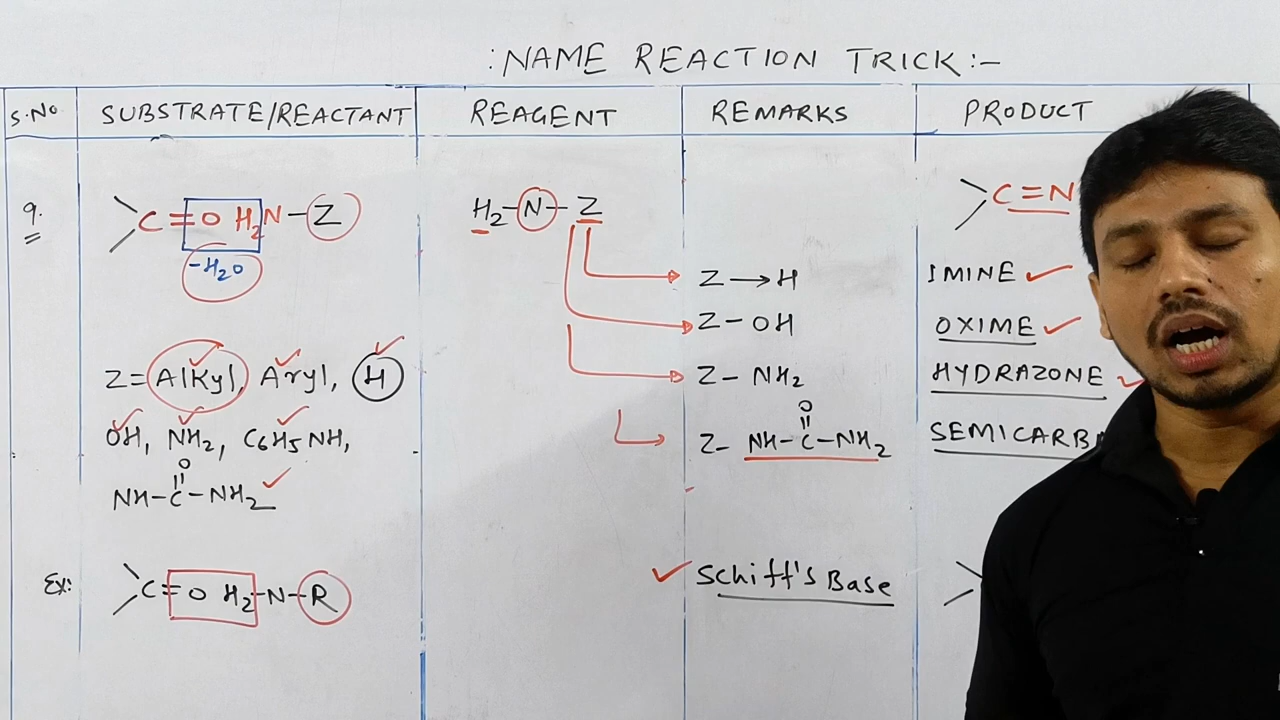 :NAME REACTION TRICK:-
S.No. SUBSTRATE/REACTANT REAGENT REMARKS PRODUCT
9. C=O H2N-Z H2-N-Z C=N
-H2O
Z→H IMINE
Z-OH OXIME
Z=Alkyl, Aryl, H Z-NH2 HYDRAZONE
OH, NH2, C6H5NH, Z-NH-C-NH2
O
O
NH-C-NH2
Ex: C=O H2-N-R Schiff's Base